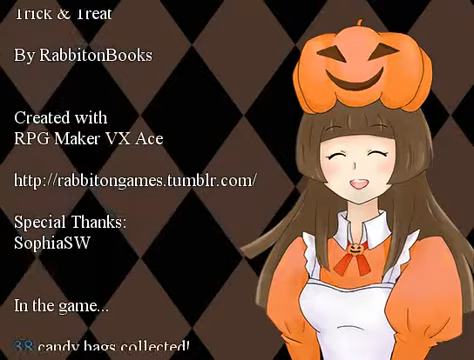 Trick & Treat
By RabbitonBooks
Created with
RPG Maker VX Ace
http://rabbitongames.tumblr.com/
Special Thanks:
SophiaSW
In the game...
38 candy bags collected!